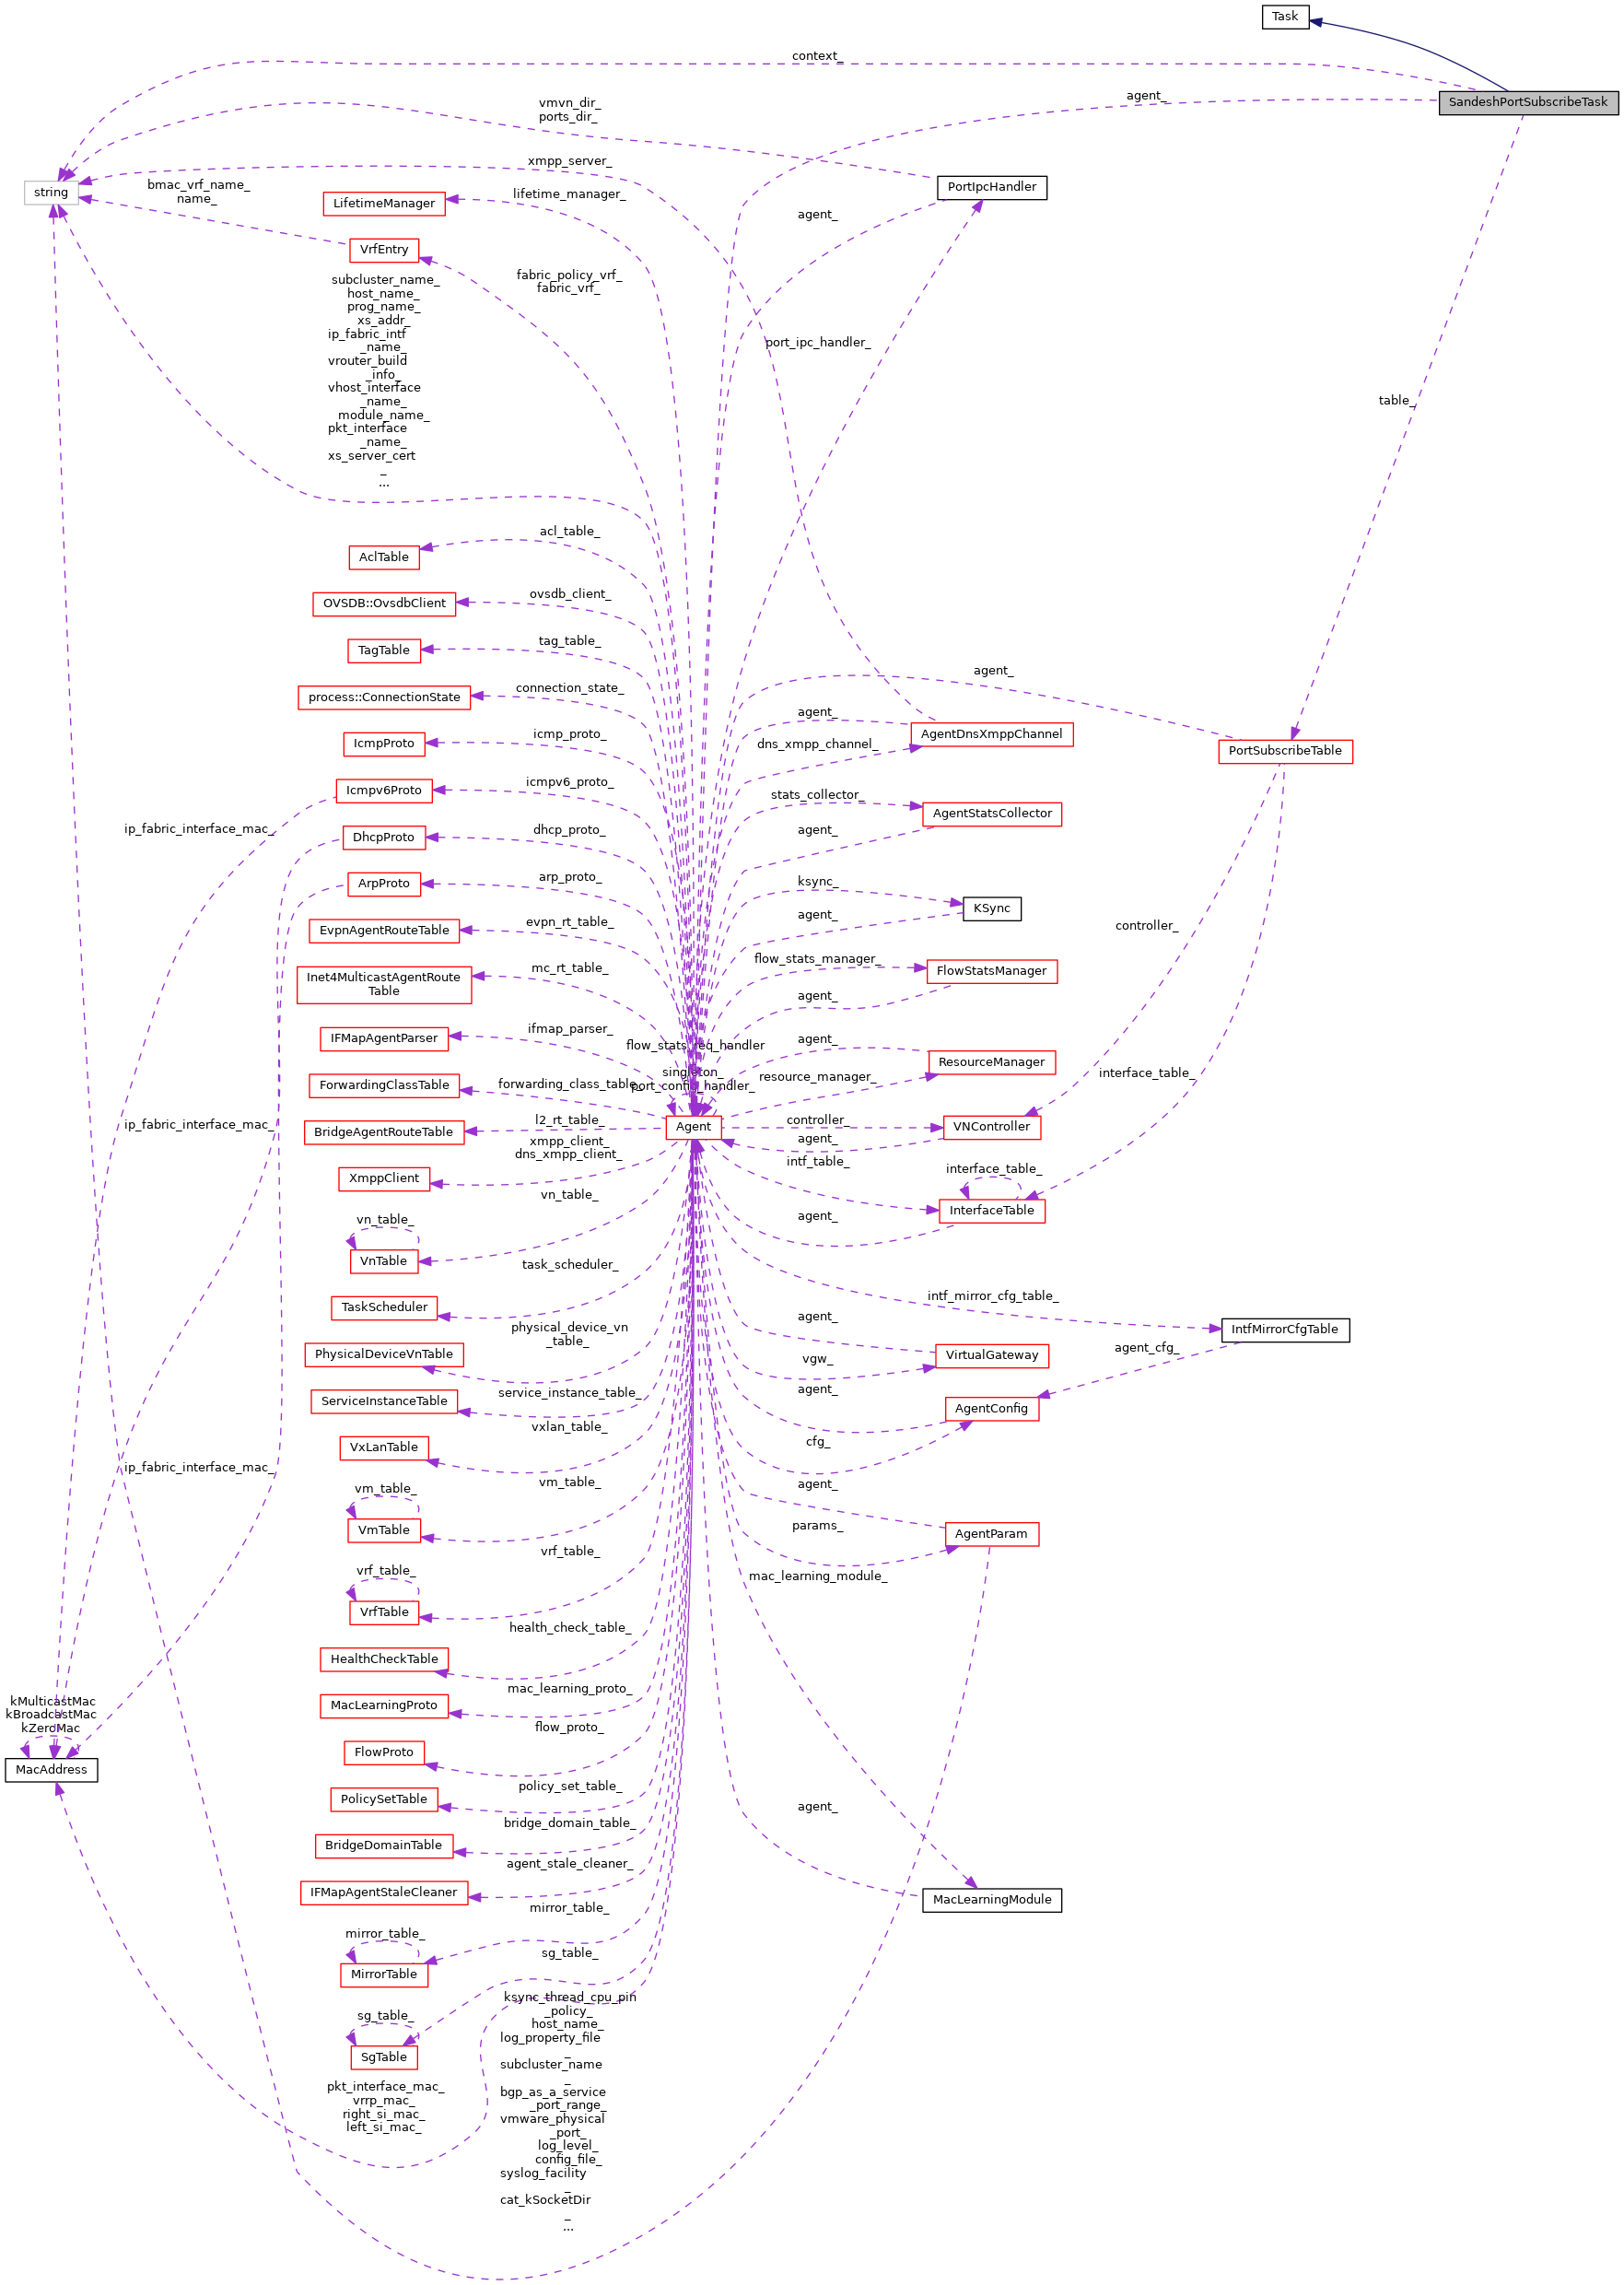 Task
context_
agent_
vmvn_dir_
ports_dir_
SandeshPortSubscribeTask
xmpp_server_
string
bmac_vrf_name_
name_
LifetimeManager
lifetime_manager_
PortIpcHandler
agent_
VrfEntry
fabric_policy_vrf_
fabric_vrf_
subcluster_name_
host_name_
prog_name_
xs_addr_
ip_fabric_intf
_name_
vrouter_build
_info_
vhost_interface
_name_
module_name_
pkt_interface
_name_
xs_server_cert
_
...
port_ipc_handler_
table_
AclTable
acl_table_
OVSDB::OvsdbClient
ovsdb_client_
TagTable
tag_table_
process::ConnectionState
connection_state_
agent_
IcmpProto
icmp_proto_
agent_
AgentDnsXmppChannel
dns_xmpp_channel_
PortSubscribeTable
Icmpv6Proto
icmpv6_proto_
stats_collector_
AgentStatsCollector
ip_fabric_interface_mac_
DhcpProto
dhcp_proto_
agent_
ArpProto
arp_proto_
ksync_
KSync
EvpnAgentRouteTable
evpn_rt_table_
agent_
controller_
Inet4MulticastAgentRoute
Table
mc_rt_table_
flow_stats_manager_
FlowStatsManager
agent_
IFMapAgentParser
ifmap_parser_
flow_stats_req_handler
singleton_
port_config_handler_
agent_
ResourceManager
resource_manager_
interface_table_
ForwardingClassTable
forwarding_class_table_
ip_fabric_interface_mac_
BridgeAgentRouteTable
l2_rt_table_
Agent
controller_
VNController
agent_
xmpp_client_
dns_xmpp_client_
XmppClient
intf_table_
interface_table_
InterfaceTable
vn_table_
agent_
vn_table_
VnTable
task_scheduler_
TaskScheduler
intf_mirror_cfg_table_
IntfMirrorCfgTable
physical_device_vn
_table_
PhysicalDeviceVnTable
agent_
VirtualGateway
vgw_
agent_cfg_
service_instance_table_
ServiceInstanceTable
agent_
AgentConfig
vxlan_table_
VxLanTable
cfg_
ip_fabric_interface_mac_
vm_table_
vm_table_
VmTable
agent_
AgentParam
params_
vrf_table_
vrf_table_
VrfTable
mac_learning_module_
health_check_table_
HealthCheckTable
mac_learning_proto_
MacLearningProto
kMulticastMac
kBroadcastMac
kZeroMac
MacAddress
flow_proto_
FlowProto
policy_set_table_
PolicySetTable
agent_
bridge_domain_table_
BridgeDomainTable
agent_stale_cleaner_
IFMapAgentStaleCleaner
MacLearningModule
mirror_table_
mirror_table_
MirrorTable
sg_table_
sg_table_
SgTable
pkt_interface_mac_
vrrp_mac_
right_si_mac_
left_si_mac_
ksync_thread_cpu_pin
_policy_
host_name_
log_property_file
_
subcluster_name
_
bgp_as_a_service
_port_range_
vmware_physical
_port_
log_level_
config_file_
syslog_facility
_
cat_kSocketDir
_
...